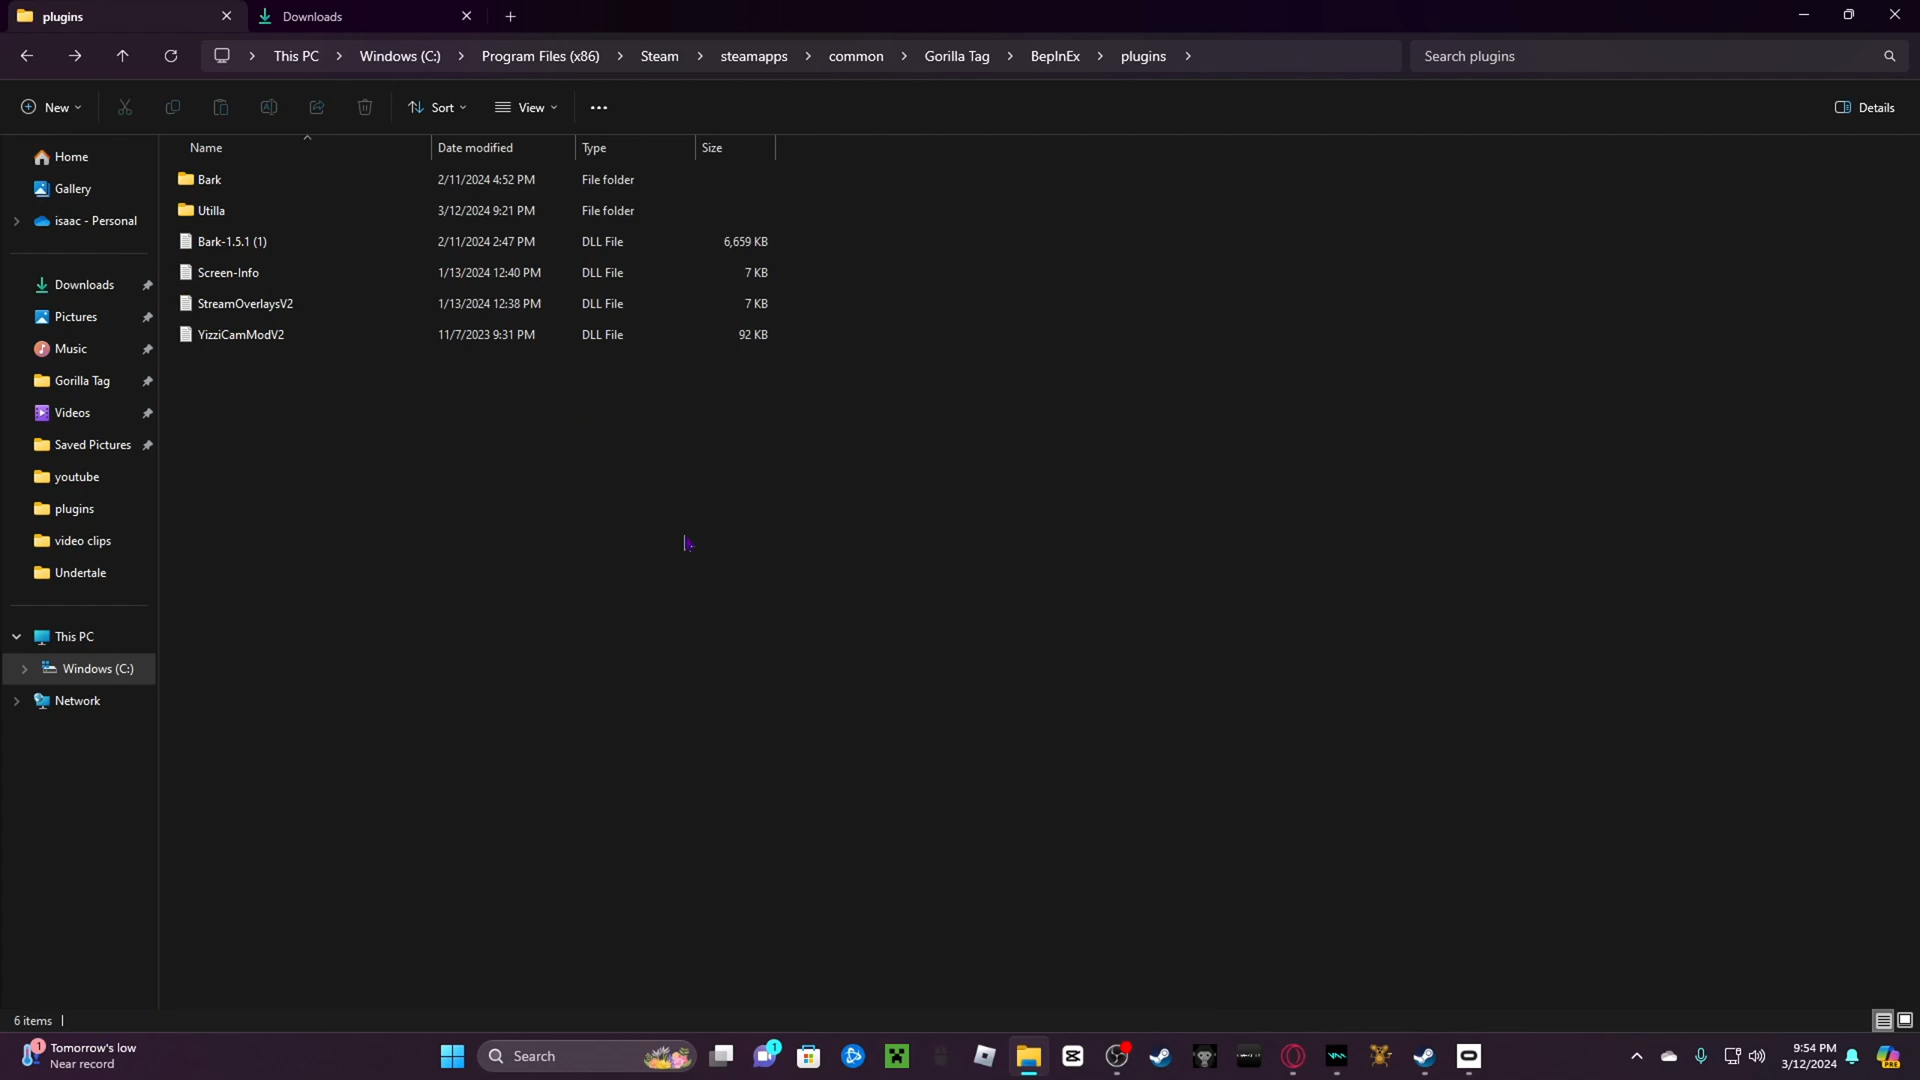 plugins
Downloads
This PC > Windows (C:) > Program Files (x86) > Steam > steamapps > common > Gorilla Tag > BepInEx > plugins >
Search plugins
New
Sort
View
Details
Name Date modified Type Size
Bark 2/11/2024 4:52 PM File folder
Utilla 3/12/2024 9:21 PM File folder
Bark-1.5.1 (1) 2/11/2024 2:47 PM DLL File 6,659 KB
Screen-Info 1/13/2024 12:40 PM DLL File 7 KB
StreamOverlaysV2 1/13/2024 12:38 PM DLL File 7 KB
YizziCamModV2 11/7/2023 9:31 PM DLL File 92 KB
Home
Gallery
isaac - Personal
Downloads
Pictures
Music
Gorilla Tag
Videos
Saved Pictures
youtube
plugins
video clips
Undertale
This PC
Windows (C:)
Network
6 items
1
Tomorrow's low
Near record
Search
1
9:54 PM
3/12/2024
PRE